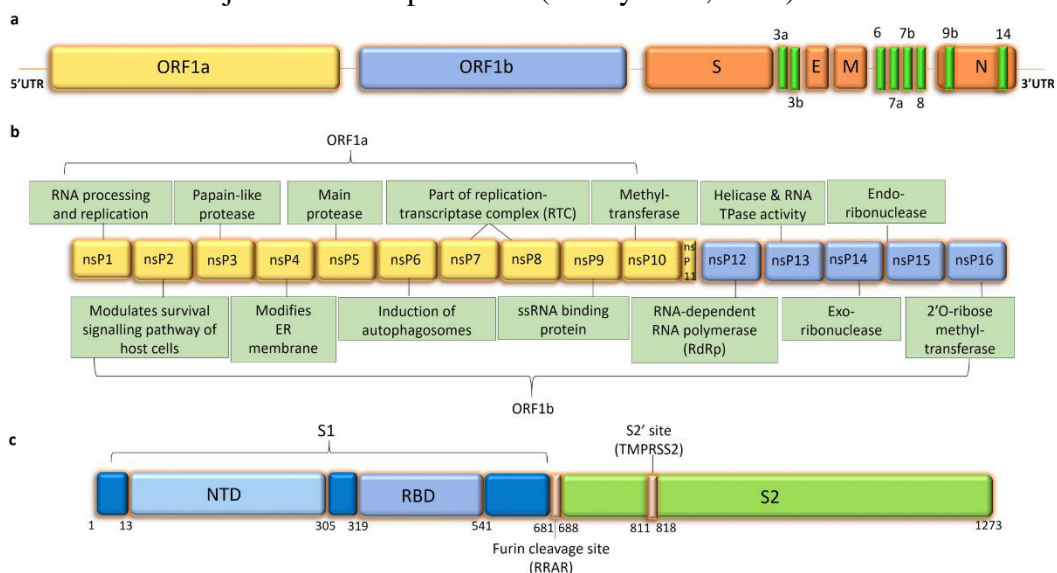 a
3a 6 7b 9b 14
5'UTR ORF1a ORF1b S E M N 3'UTR
3b 7a 8
b
ORF1a
RNA processing
and replication
Papain-like
protease
Main
protease
Part of replication-
transcriptase complex (RTC)
Methyl-
transferase
Helicase & RNA
TPase activity
Endo-
ribonuclease
nsP1 nsP2 nsP3 nsP4 nsP5 nsP6 nsP7 nsP8 nsP9 nsP10 nsP11 nsP12 nsP13 nsP14 nsP15 nsP16
Modulates survival
signalling pathway of
host cells
Modifies
ER
membrane
Induction of
autophagosomes
ssRNA binding
protein
RNA-dependent
RNA polymerase
(RdRp)
Exo-
ribonuclease
2'O-ribose
methyl-
transferase
ORF1b
c
S1
S2' site
(TMPRSS2)
NTD RBD S2
1 13 305 319 541 681 688 811 818 1273
Furin cleavage site
(RRAR)